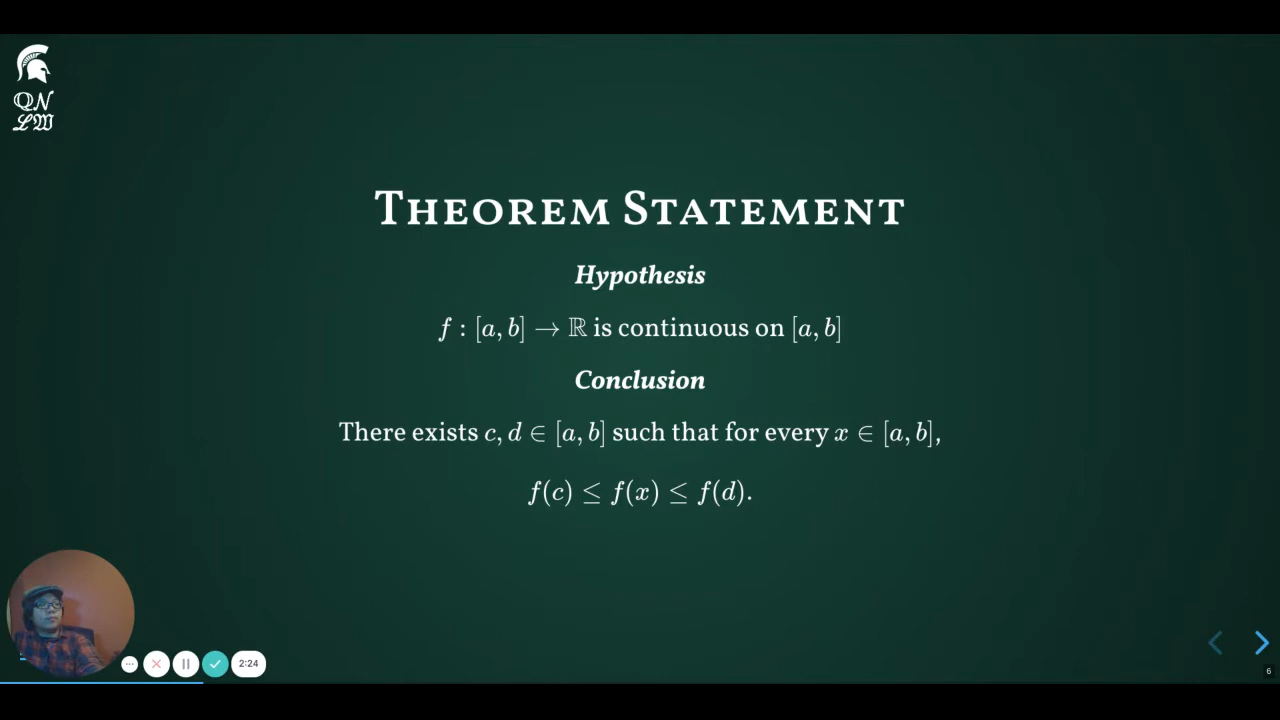 QN
LW
THEOREM STATEMENT
Hypothesis
f : [a, b] → ℝ is continuous on [a, b]
Conclusion
There exists c, d ∈ [a, b] such that for every x ∈ [a, b],
f(c) ≤ f(x) ≤ f(d).
2:24
6